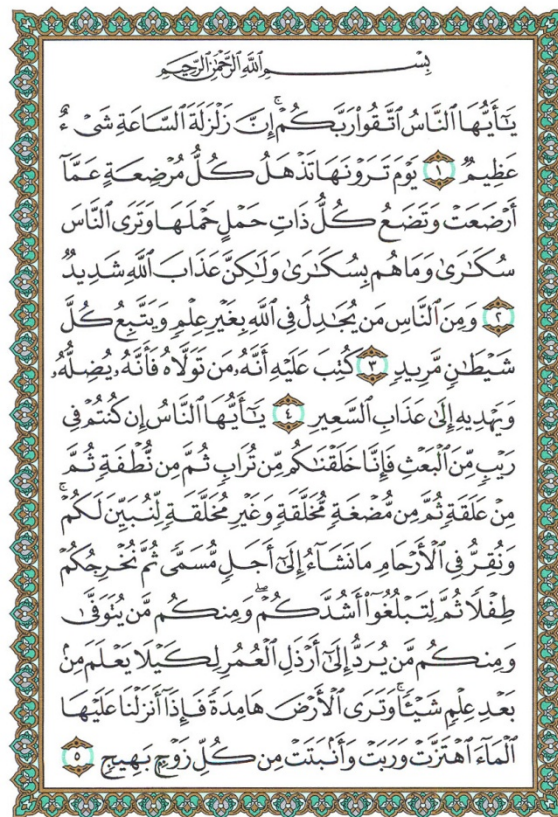 بِسْمِ ٱللَّهِ ٱلرَّحْمَٰنِ ٱلرَّحِيمِ
يَٰٓأَيُّهَا ٱلنَّاسُ ٱتَّقُوا۟ رَبَّكُمْ ۚ إِنَّ زَلْزَلَةَ ٱلسَّاعَةِ شَىْءٌ
عَظِيمٌ ١ يَوْمَ تَرَوْنَهَا تَذْهَلُ كُلُّ مُرْضِعَةٍ عَمَّآ
أَرْضَعَتْ وَتَضَعُ كُلُّ ذَاتِ حَمْلٍ حَمْلَهَا وَتَرَى ٱلنَّاسَ
سُكَٰرَىٰ وَمَا هُم بِسُكَٰرَىٰ وَلَٰكِنَّ عَذَابَ ٱللَّهِ شَدِيدٌ
٢ وَمِنَ ٱلنَّاسِ مَن يُجَٰدِلُ فِى ٱللَّهِ بِغَيْرِ عِلْمٍ وَيَتَّبِعُ كُلَّ
شَيْطَٰنٍ مَّرِيدٍ ٣ كُتِبَ عَلَيْهِ أَنَّهُۥ مَن تَوَلَّاهُ فَأَنَّهُۥ يُضِلُّهُۥ
وَيَهْدِيهِ إِلَىٰ عَذَابِ ٱلسَّعِيرِ ٤ يَٰٓأَيُّهَا ٱلنَّاسُ إِن كُنتُمْ فِى
رَيْبٍ مِّنَ ٱلْبَعْثِ فَإِنَّا خَلَقْنَٰكُم مِّن تُرَابٍ ثُمَّ مِن نُّطْفَةٍ ثُمَّ
مِنْ عَلَقَةٍ ثُمَّ مِن مُّضْغَةٍ مُّخَلَّقَةٍ وَغَيْرِ مُخَلَّقَةٍ لِّنُبَيِّنَ لَكُمْ ۚ
وَنُقِرُّ فِى ٱلْأَرْحَامِ مَا نَشَآءُ إِلَىٰٓ أَجَلٍ مُّسَمًّى ثُمَّ نُخْرِجُكُمْ
طِفْلًا ثُمَّ لِتَبْلُغُوٓا۟ أَشُدَّكُمْ ۖ وَمِنكُم مَّن يُتَوَفَّىٰ
وَمِنكُم مَّن يُرَدُّ إِلَىٰٓ أَرْذَلِ ٱلْعُمُرِ لِكَيْلَا يَعْلَمَ مِنۢ
بَعْدِ عِلْمٍ شَيْـًٔا ۚ وَتَرَى ٱلْأَرْضَ هَامِدَةً فَإِذَآ أَنزَلْنَا عَلَيْهَا
ٱلْمَآءَ ٱهْتَزَّتْ وَرَبَتْ وَأَنۢبَتَتْ مِن كُلِّ زَوْجٍۭ بَهِيجٍ ٥